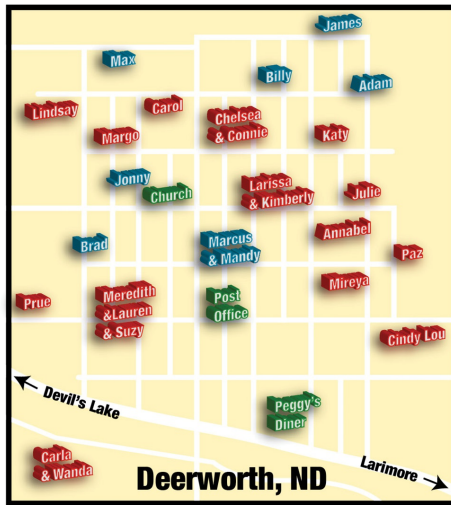 James
Max
Billy
Adam
Lindsay
Carol
Chelsea
& Connie
Margo
Katy
Jonny
Church
Larissa
& Kimberly
Julie
Annabel
Brad
Marcus
& Mandy
Paz
Mireya
Prue
Meredith
&Lauren
& Suzy
Post
Office
Cindy Lou
Devil's Lake
Peggy's
Diner
Carla
& Wanda
Larimore
Deerworth, ND